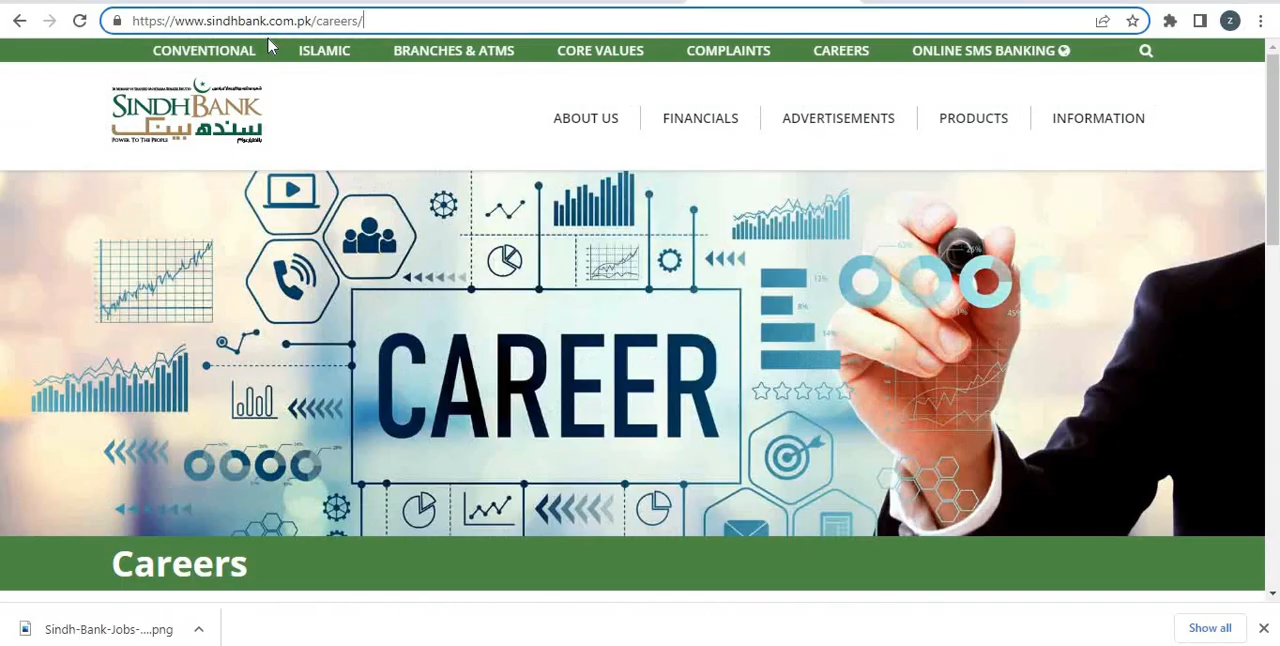 https://www.sindhbank.com.pk/careers/
z
CONVENTIONAL ISLAMIC BRANCHES & ATMS CORE VALUES COMPLAINTS CAREERS ONLINE SMS BANKING
SINDHBANK
سندھ بینک
POWER TO THE PEOPLE
ABOUT US FINANCIALS ADVERTISEMENTS PRODUCTS INFORMATION
CAREER
Careers
Sindh-Bank-Jobs-....png
Show all